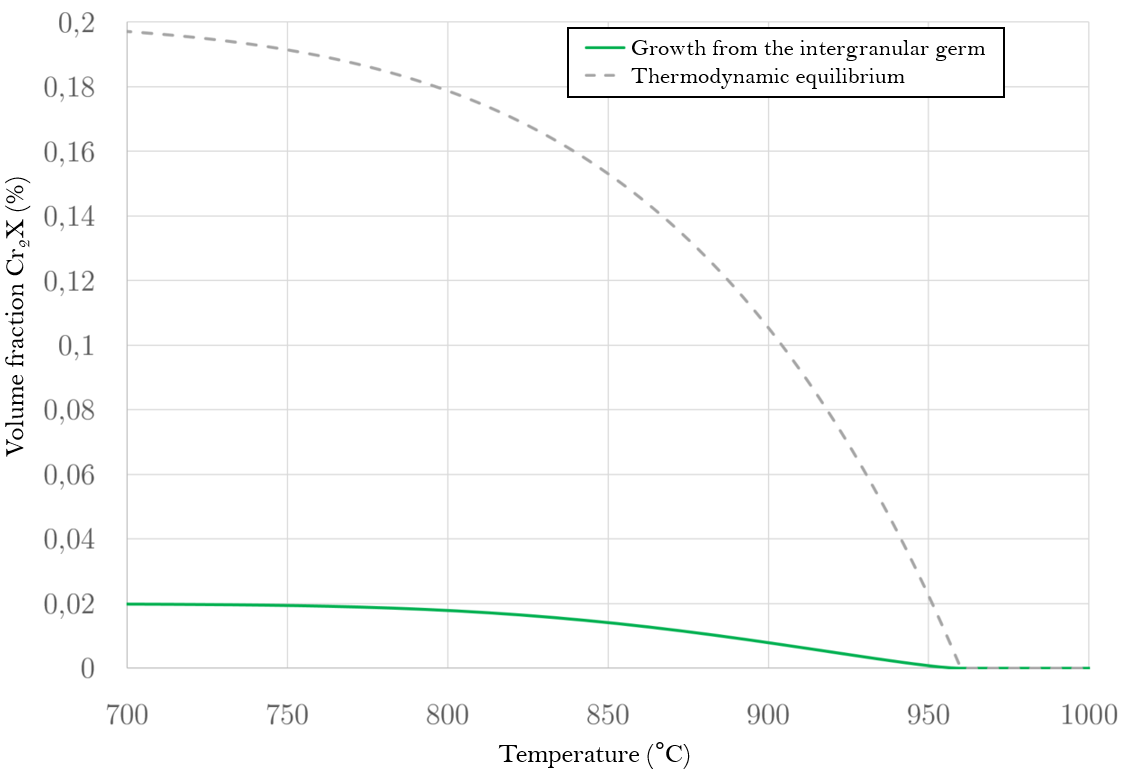 0,2
0,18
0,16
0,14
0,12
0,1
0,08
0,06
0,04
0,02
0
Volume fraction Cr₂X (%)
Growth from the intergranular germ
Thermodynamic equilibrium
700 750 800 850 900 950 1000
Temperature (°C)